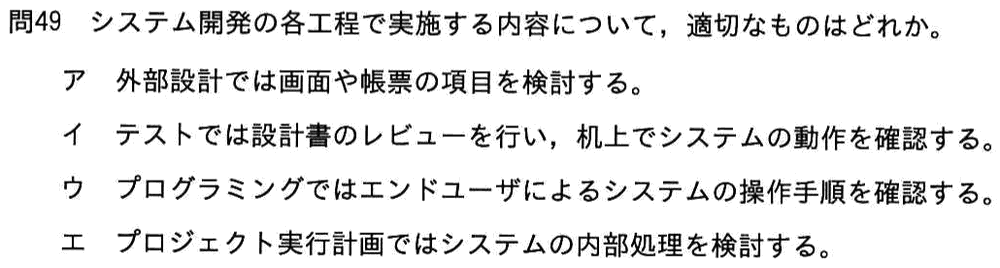 問49 システム開発の各工程で実施する内容について，適切なものはどれか。
ア 外部設計では画面や帳票の項目を検討する。
イ テストでは設計書のレビューを行い，机上でシステムの動作を確認する。
ウ プログラミングではエンドユーザによるシステムの操作手順を確認する。
エ プロジェクト実行計画ではシステムの内部処理を検討する。